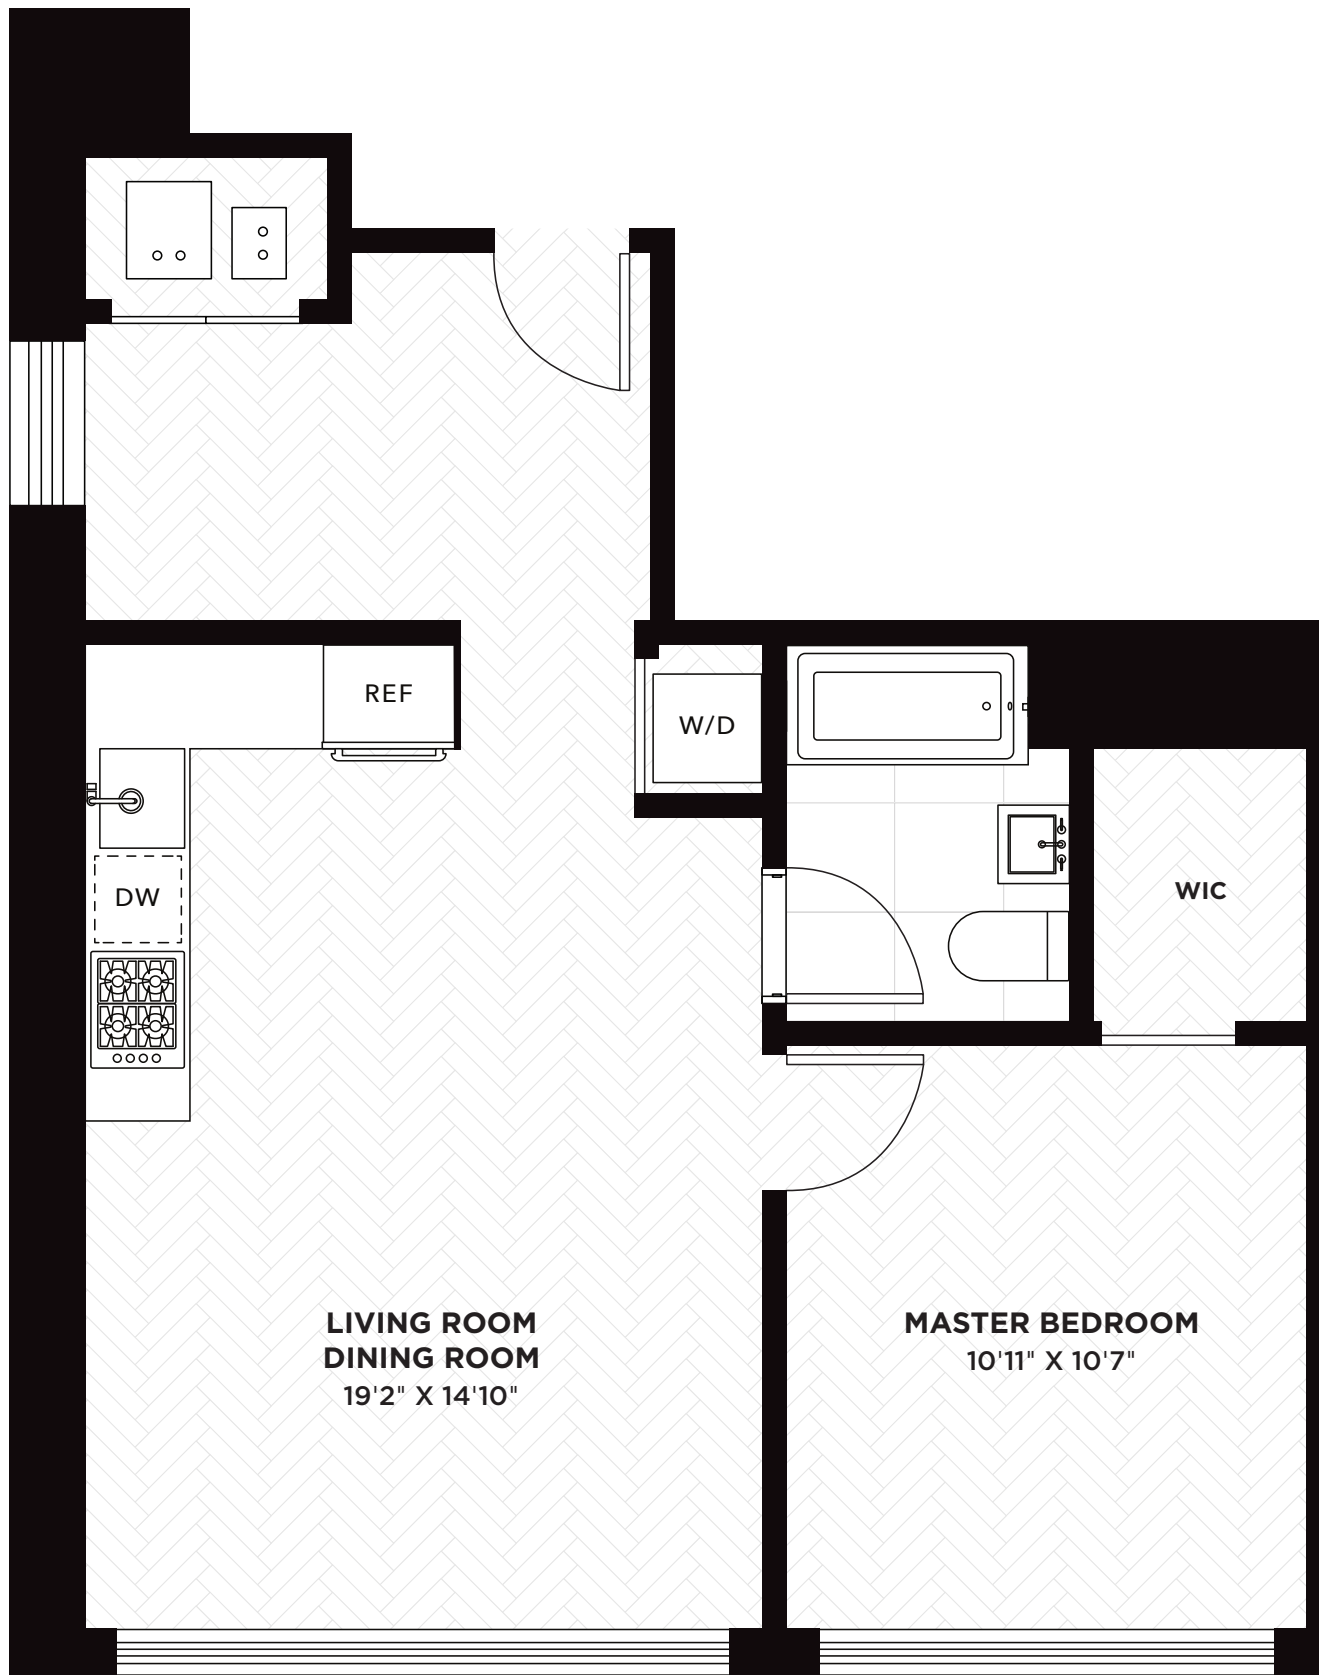 REF
W/D
DW
WIC
LIVING ROOM
DINING ROOM
19'2" X 14'10"
MASTER BEDROOM
10'11" X 10'7"